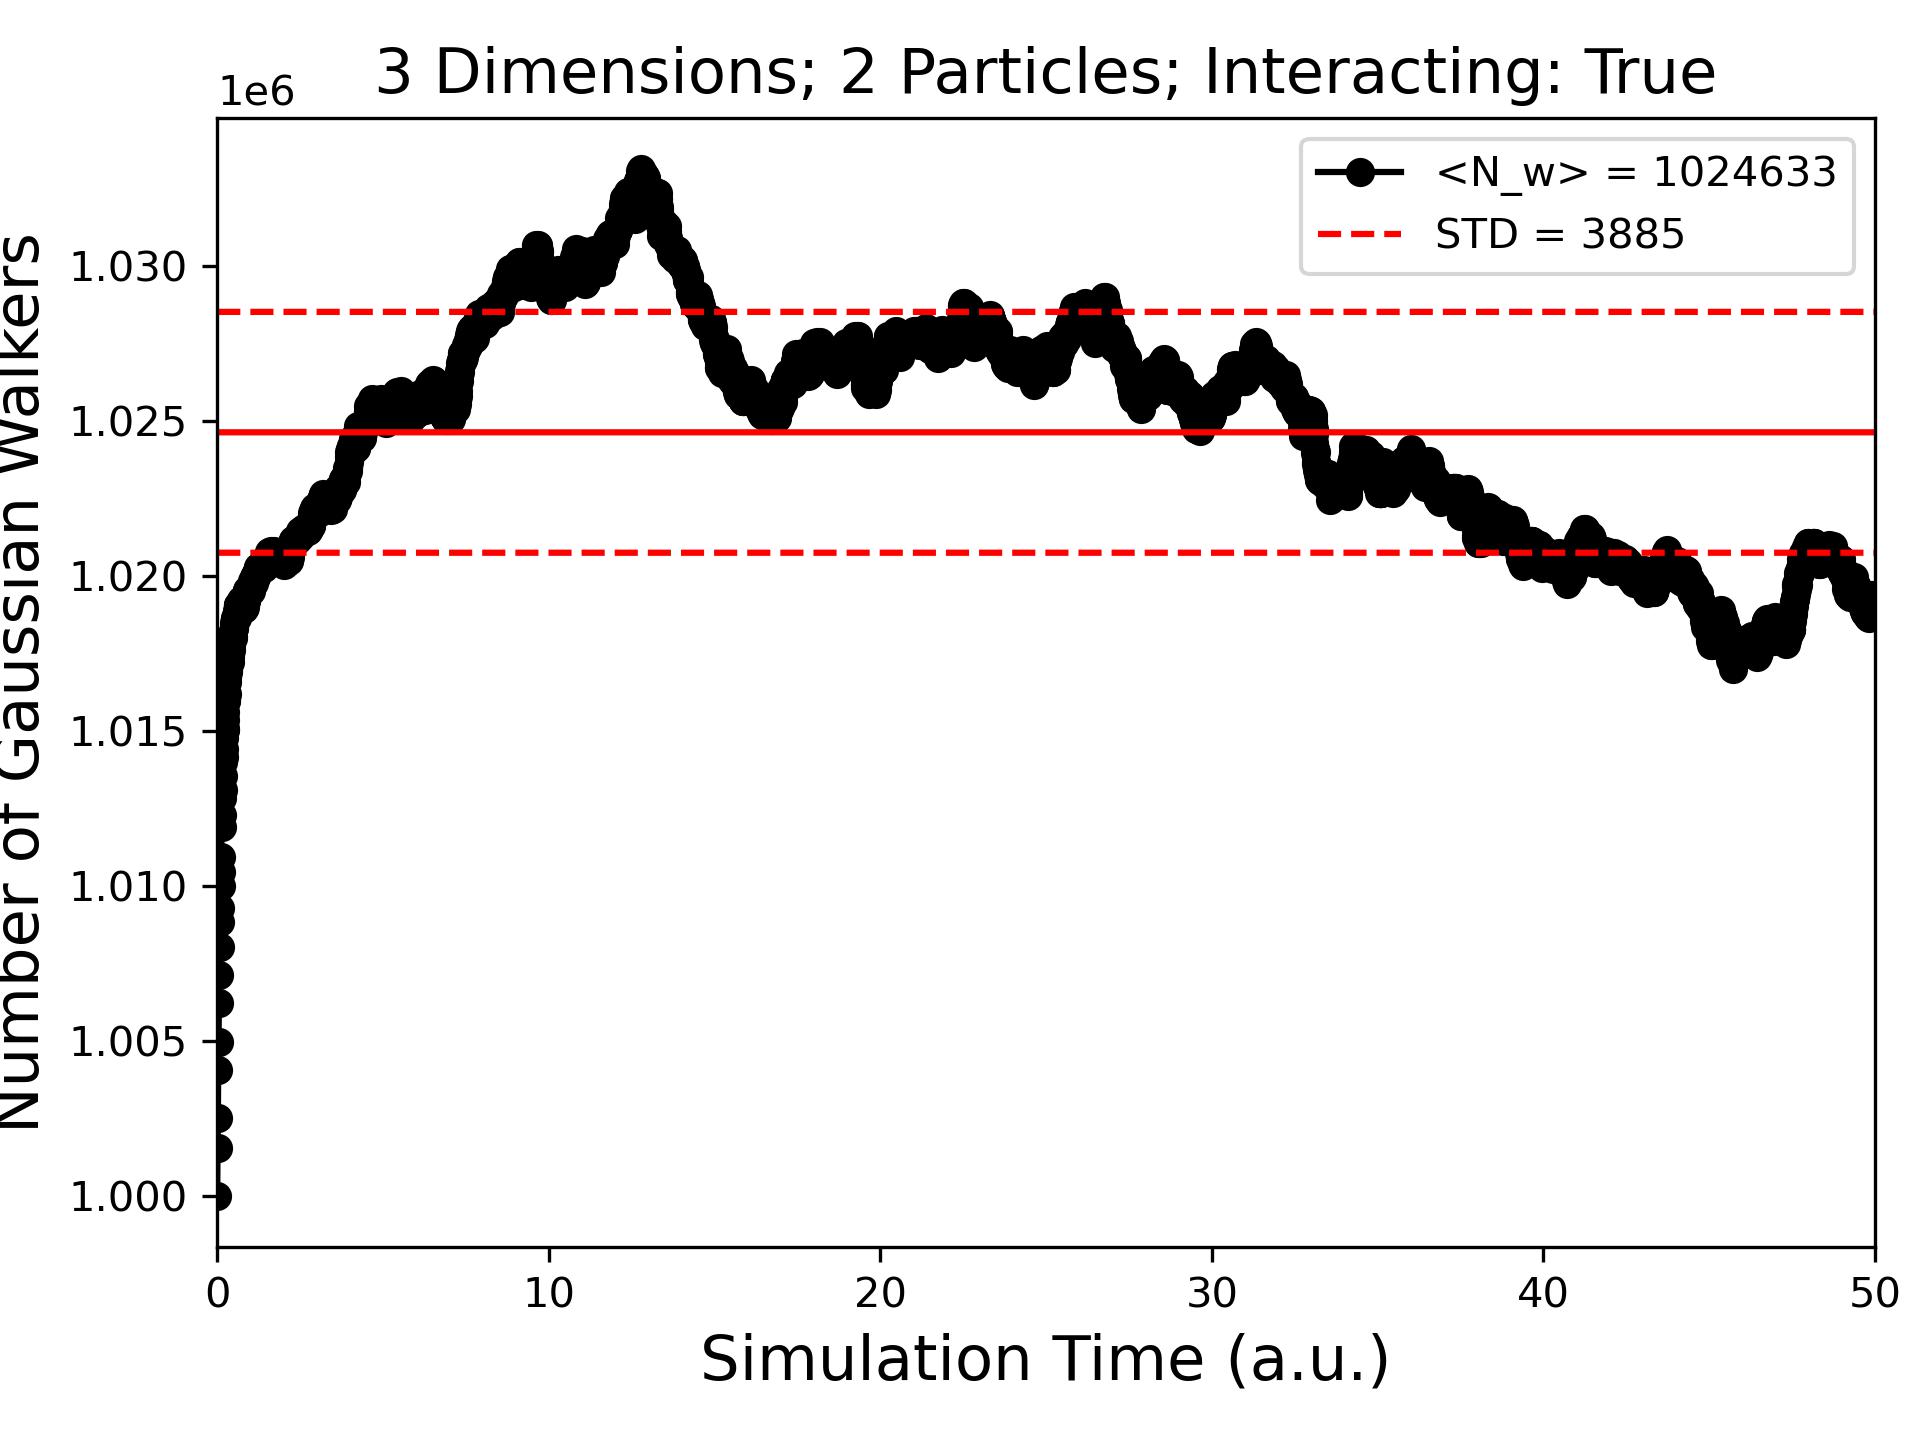 3 Dimensions; 2 Particles; Interacting: True
1e6
<N_w> = 1024633
STD = 3885
Number of Gaussian Walkers
1.030
1.025
1.020
1.015
1.010
1.005
1.000
0 10 20 30 40 50
Simulation Time (a.u.)